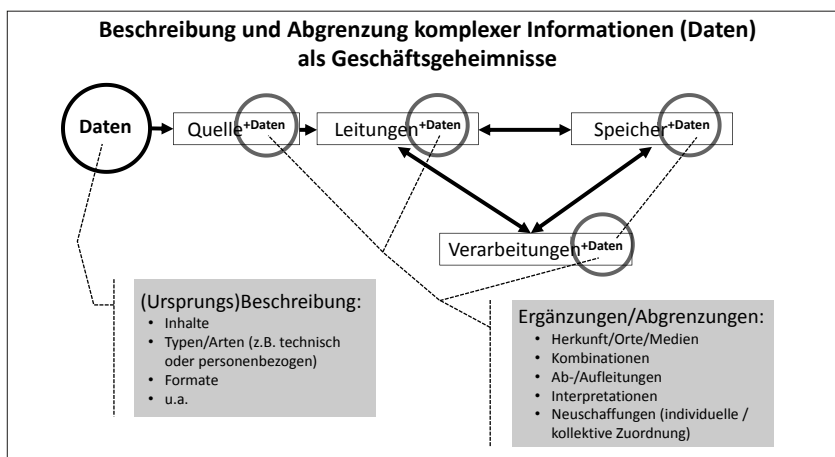 Beschreibung und Abgrenzung komplexer Informationen (Daten)
als Geschäftsgeheimnisse
Daten
Quelle+Daten
Leitungen+Daten
Speicher+Daten
Verarbeitungen+Daten
(Ursprungs)Beschreibung:
• Inhalte
• Typen/Arten (z.B. technisch
oder personenbezogen)
• Formate
• u.a.
Ergänzungen/Abgrenzungen:
• Herkunft/Orte/Medien
• Kombinationen
• Ab-/Aufleitungen
• Interpretationen
• Neuschaffungen (individuelle /
kollektive Zuordnung)